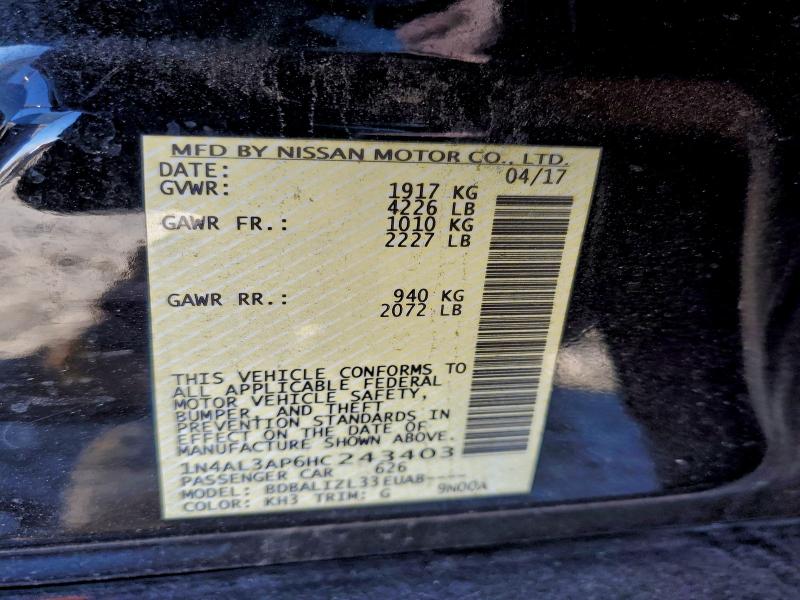 MFD BY NISSAN MOTOR CO., LTD.
DATE: 04/17
GVWR: 1917 KG
4226 LB
GAWR FR.: 1010 KG
2227 LB
GAWR RR.: 940 KG
2072 LB
THIS VEHICLE CONFORMS TO
ALL APPLICABLE FEDERAL
MOTOR VEHICLE SAFETY,
BUMPER, AND THEFT
PREVENTION STANDARDS IN
EFFECT ON THE DATE OF
MANUFACTURE SHOWN ABOVE.
1N4AL3AP6HC243403
PASSENGER CAR 626
MODEL: BDBALIZL33EUAB---- 9N00A
COLOR: KH3 TRIM: G